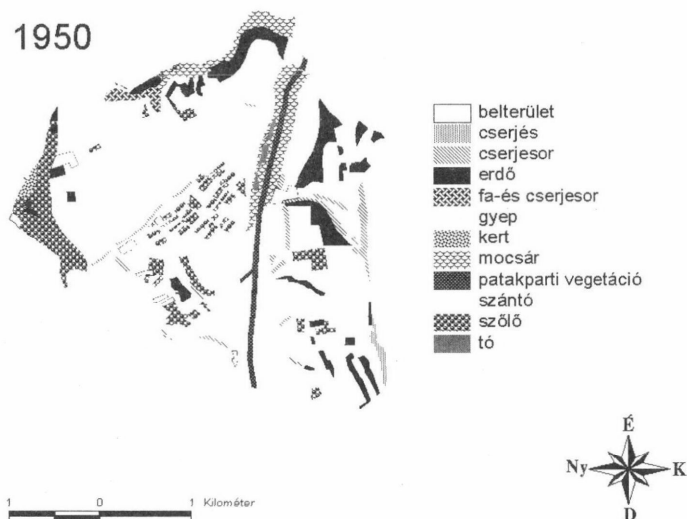 1950
belterület
cserjés
cserjesor
erdő
fa-és cserjesor
gyep
kert
mocsár
patakparti vegetáció
szántó
szőlő
tó
É
Ny K
D
1 0 1 Kilométer